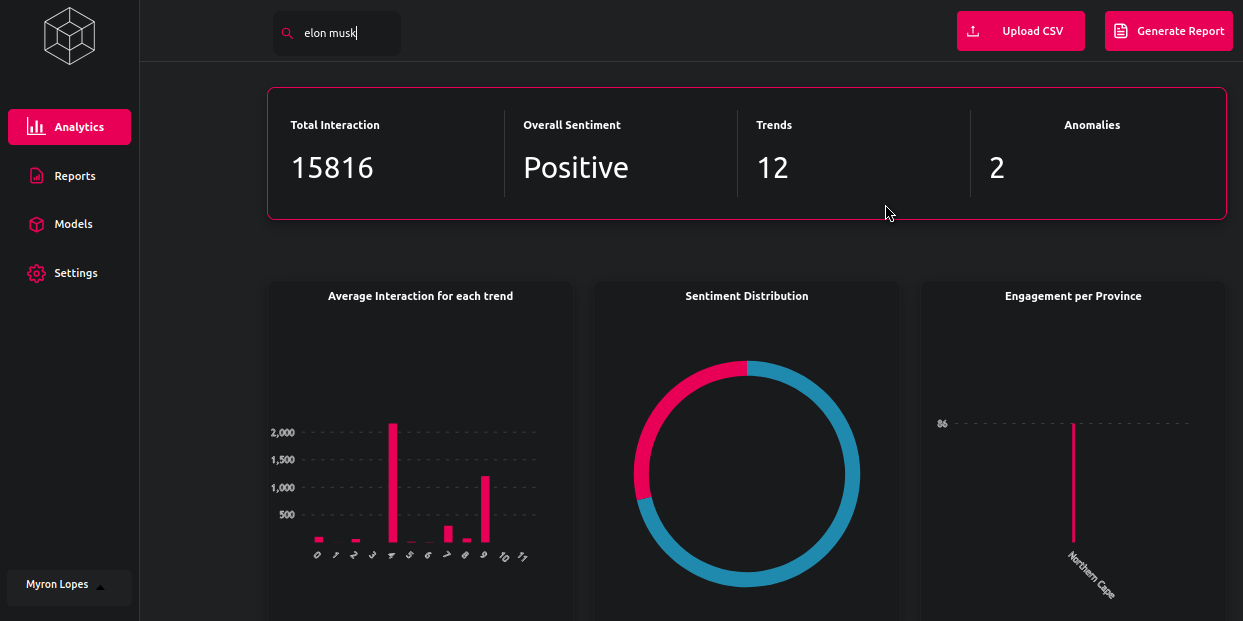 elon musk
Upload CSV
Generate Report
Analytics
Reports
Models
Settings
Myron Lopes
Total Interaction
15816
Overall Sentiment
Positive
Trends
12
Anomalies
2
Average Interaction for each trend
2,000
1,500
1,000
500
0 1 2 3 4 5 6 7 8 9 10 11
Sentiment Distribution
Engagement per Province
86
Northern Cape